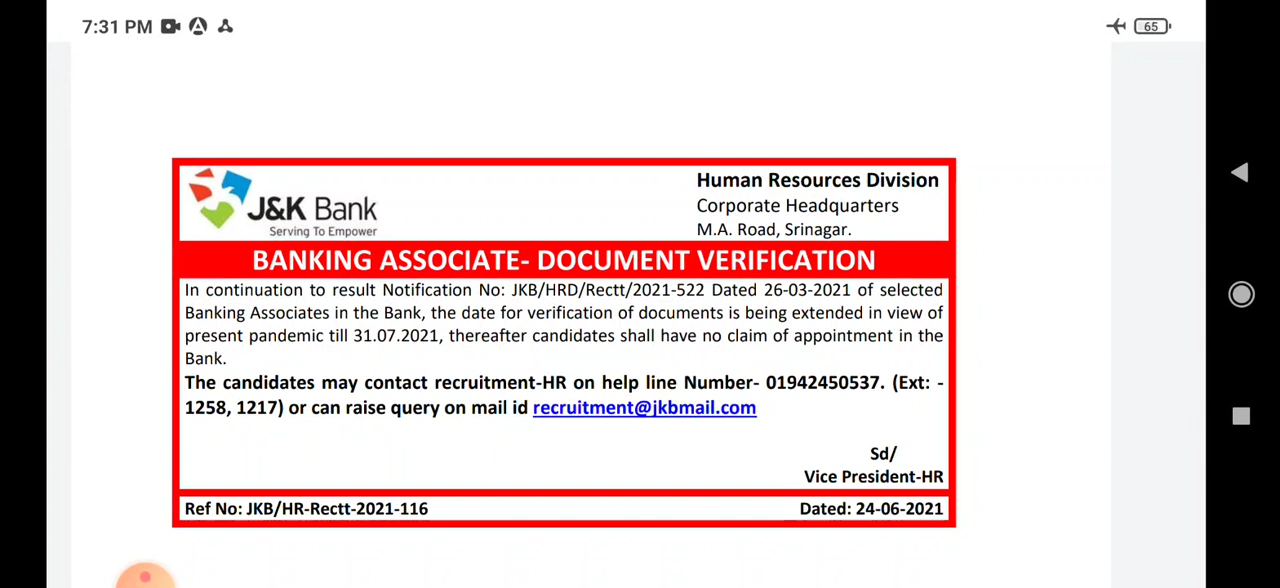 7:31 PM
65
J&K Bank
Serving To Empower
Human Resources Division
Corporate Headquarters
M.A. Road, Srinagar.
BANKING ASSOCIATE- DOCUMENT VERIFICATION
In continuation to result Notification No: JKB/HRD/Rectt/2021-522 Dated 26-03-2021 of selected
Banking Associates in the Bank, the date for verification of documents is being extended in view of
present pandemic till 31.07.2021, thereafter candidates shall have no claim of appointment in the
Bank.
The candidates may contact recruitment-HR on help line Number- 01942450537. (Ext: -
1258, 1217) or can raise query on mail id recruitment@jkbmail.com
Sd/
Vice President-HR
Ref No: JKB/HR-Rectt-2021-116
Dated: 24-06-2021